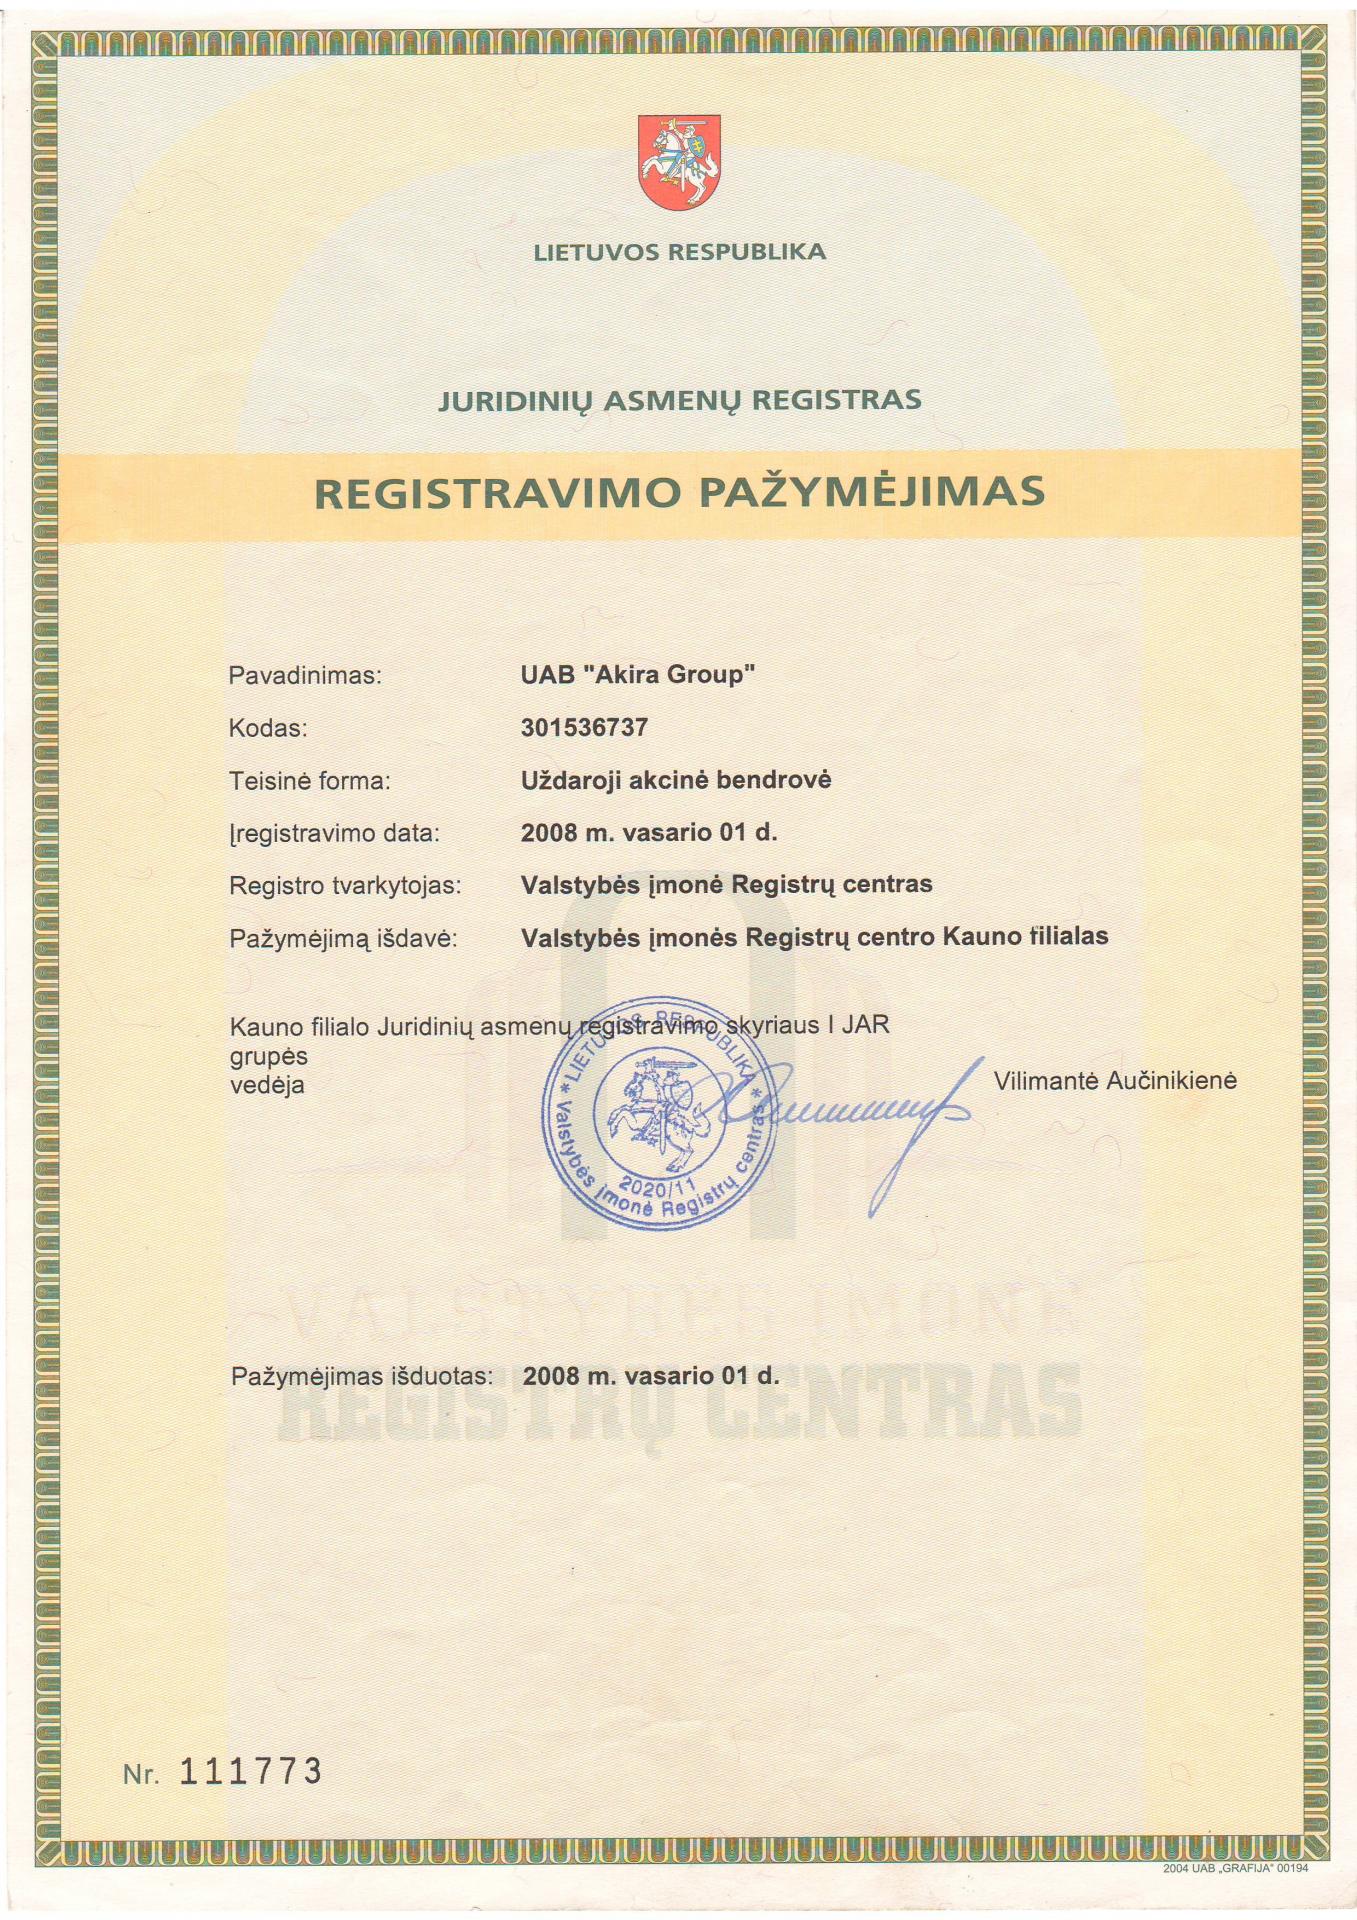 LIETUVOS RESPUBLIKA
JURIDINIŲ ASMENŲ REGISTRAS
REGISTRAVIMO PAŽYMĖJIMAS
Pavadinimas: UAB "Akira Group"
Kodas: 301536737
Teisinė forma: Uždaroji akcinė bendrovė
Įregistravimo data: 2008 m. vasario 01 d.
Registro tvarkytojas: Valstybės įmonė Registrų centras
Pažymėjimą išdavė: Valstybės įmonės Registrų centro Kauno filialas
Kauno filialo Juridinių asmenų registravimo skyriaus I JAR
grupės
vedėja
Vilimantė Aučinikienė
* LIETUVOS RESPUBLIKA *
2020/11
Valstybės įmonė Registrų centras
VALSTYBĖS ĮMONĖ
REGISTRŲ CENTRAS
Pažymėjimas išduotas: 2008 m. vasario 01 d.
Nr. 111773
2004 UAB „GRAFIJA" 00194